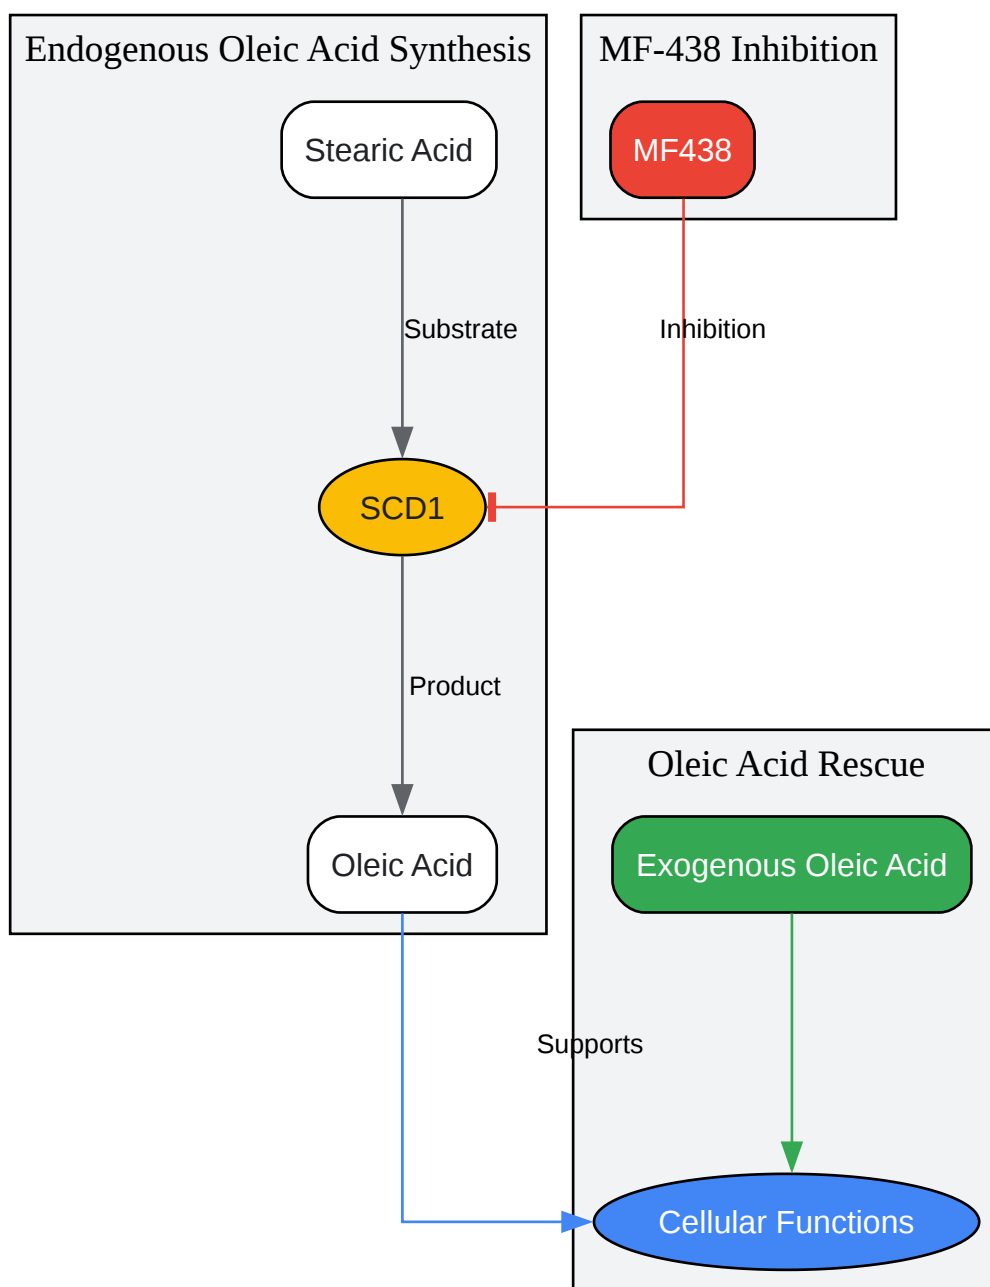 Endogenous Oleic Acid Synthesis
MF-438 Inhibition
Stearic Acid
MF438
Substrate
Inhibition
SCD1
Product
Oleic Acid Rescue
Oleic Acid
Exogenous Oleic Acid
Supports
Cellular Functions